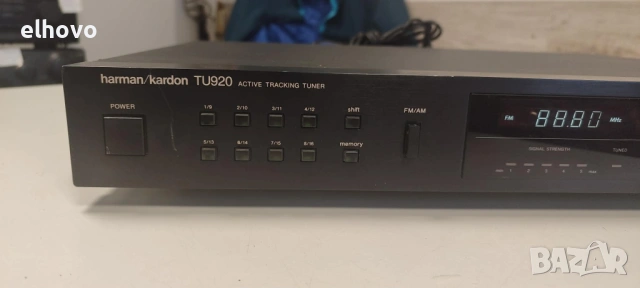 elhovo
harman/kardon TU920 ACTIVE TRACKING TUNER
POWER
1/9 2/10 3/11 4/12 shift
FM/AM
5/13 6/14 7/15 8/16 memory
FM 88.80 MHz
SIGNAL STRENGTH TUNED
1 2 3 4 5
BAZAR